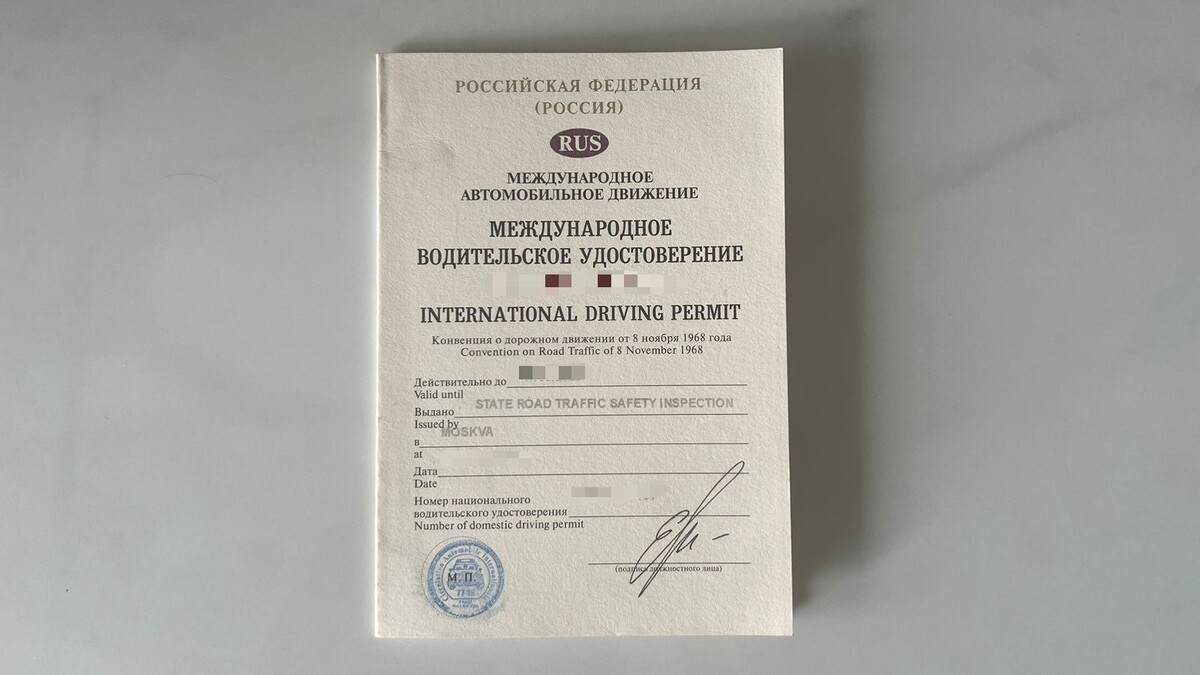 РОССИЙСКАЯ ФЕДЕРАЦИЯ
(РОССИЯ)
RUS
МЕЖДУНАРОДНОЕ
АВТОМОБИЛЬНОЕ ДВИЖЕНИЕ
МЕЖДУНАРОДНОЕ
ВОДИТЕЛЬСКОЕ УДОСТОВЕРЕНИЕ
INTERNATIONAL DRIVING PERMIT
Конвенция о дорожном движении от 8 ноября 1968 года
Convention on Road Traffic of 8 November 1968
Действительно до
Valid until
Выдано STATE ROAD TRAFFIC SAFETY INSPECTION
Issued by
в MOSKVA
at
Дата
Date
Номер национального
водительского удостоверения
Number of domestic driving permit
М. П.
(подпись должностного лица)